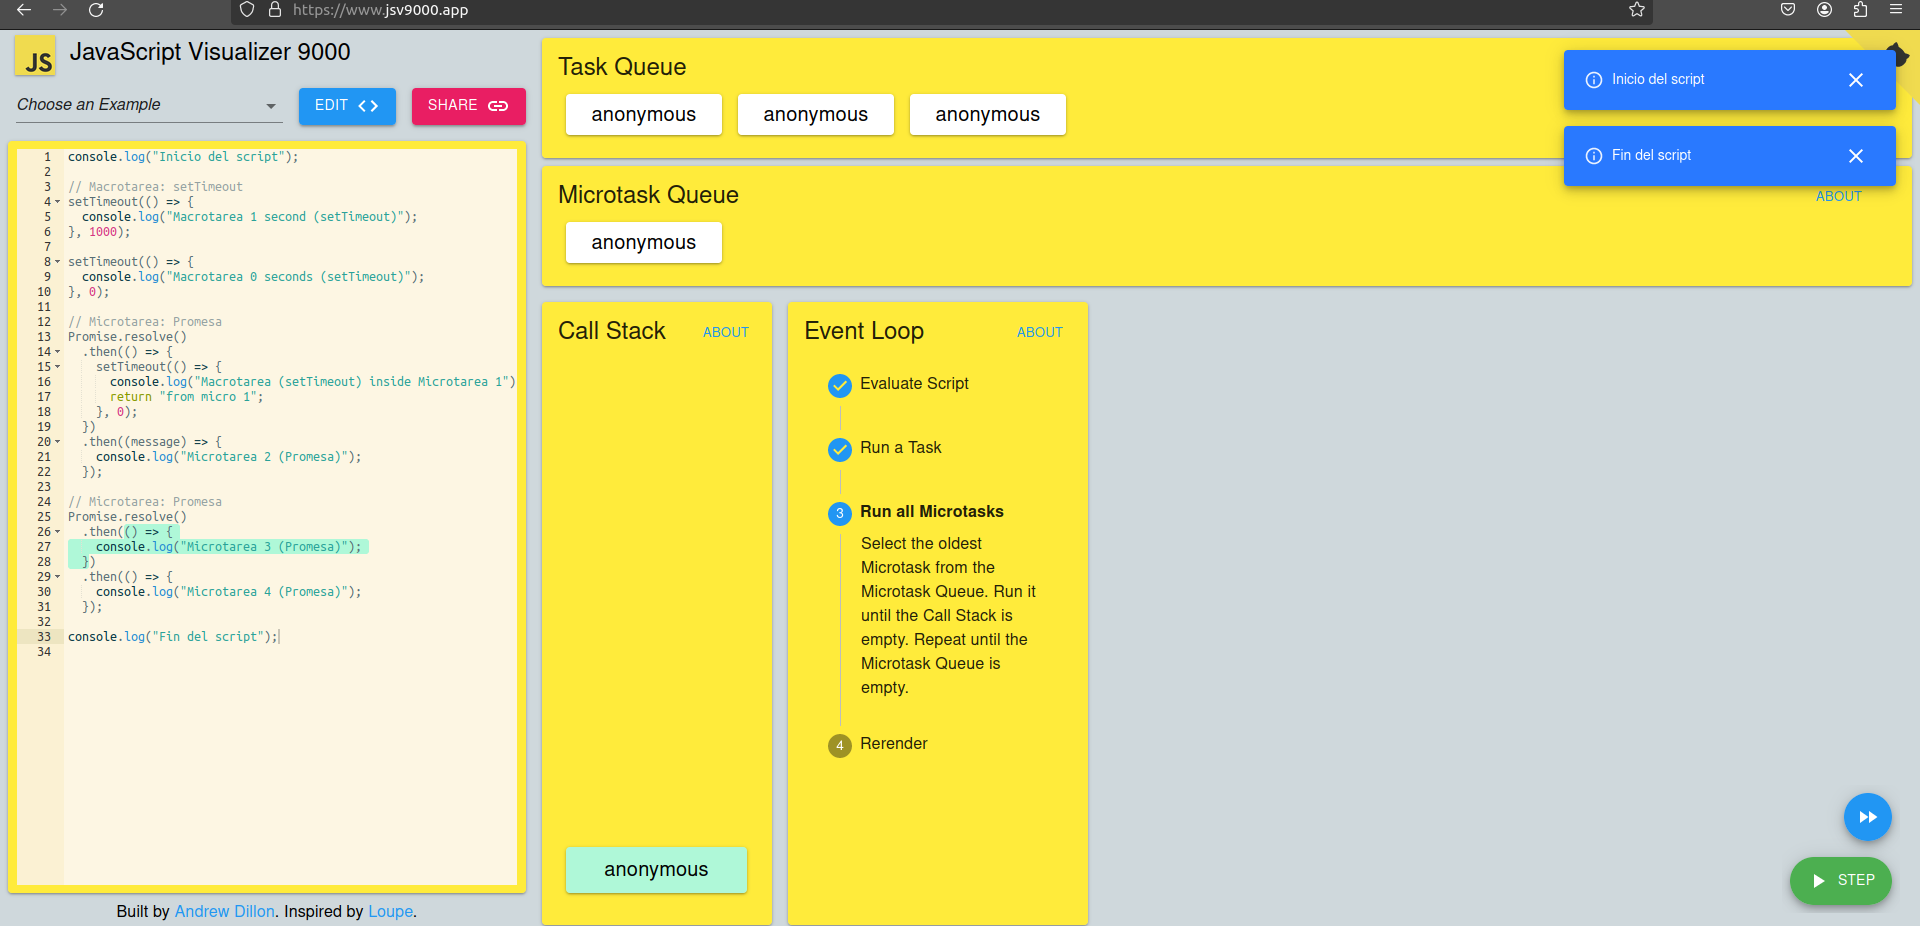 https://www.jsv9000.app
JS JavaScript Visualizer 9000
Choose an Example
EDIT
SHARE
1 console.log("Inicio del script");
2
3 // Macrotarea: setTimeout
4 setTimeout(() => {
5   console.log("Macrotarea 1 second (setTimeout)");
6 }, 1000);
7
8 setTimeout(() => {
9   console.log("Macrotarea 0 seconds (setTimeout)");
10 }, 0);
11
12 // Microtarea: Promesa
13 Promise.resolve()
14   .then(() => {
15     setTimeout(() => {
16       console.log("Macrotarea (setTimeout) inside Microtarea 1")
17       return "from micro 1";
18     }, 0);
19   })
20   .then((message) => {
21     console.log("Microtarea 2 (Promesa)");
22   });
23
24 // Microtarea: Promesa
25 Promise.resolve()
26   .then(() => {
27     console.log("Microtarea 3 (Promesa)");
28   })
29   .then(() => {
30     console.log("Microtarea 4 (Promesa)");
31   });
32
33 console.log("Fin del script");
34
Built by Andrew Dillon. Inspired by Loupe.
Task Queue
anonymous anonymous anonymous
Inicio del script
Fin del script
Microtask Queue
ABOUT
anonymous
Call Stack
ABOUT
anonymous
Event Loop
ABOUT
Evaluate Script
Run a Task
3 Run all Microtasks
Select the oldest
Microtask from the
Microtask Queue. Run it
until the Call Stack is
empty. Repeat until the
Microtask Queue is
empty.
4 Rerender
STEP